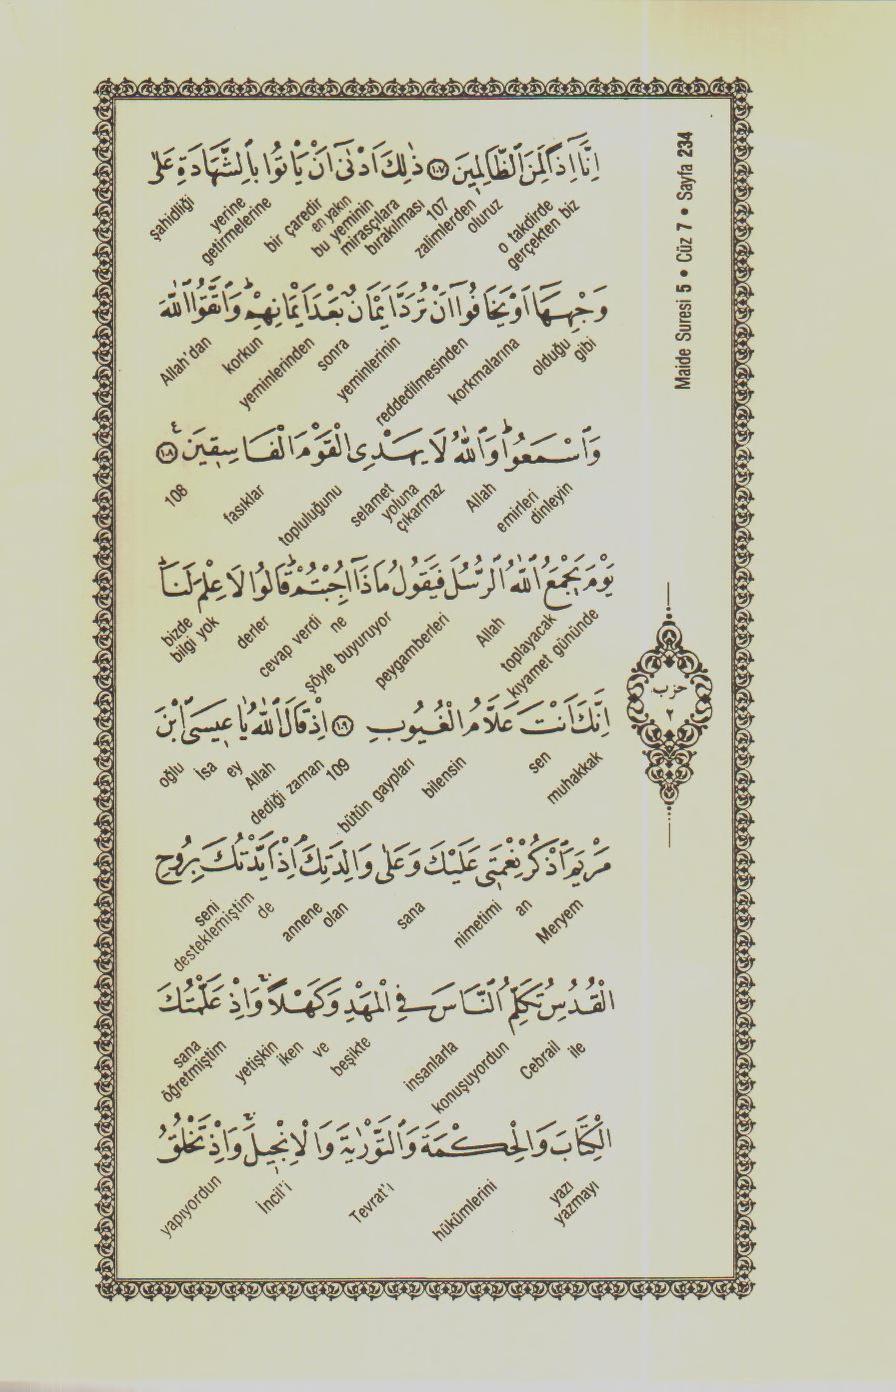 Maide Suresi 5 • Cüz 7 • Sayfa 234
اِنَّٓا اِذًا لَمِنَ الظَّالِمٖينَ ﴿١٠٧﴾ ذٰلِكَ اَدْنٰٓى اَنْ يَأْتُوا بِالشَّهَادَةِ عَلٰى
o takdirde gerçekten biz oluruz zalimlerden 107 bu yeminin mirasçılara bırakılması en yakın bir çaredir yerine getirmelerine şahidliği
وَجْهِهَٓا اَوْ يَخَافُٓوا اَنْ تُرَدَّ اَيْمَانٌ بَعْدَ اَيْمَانِهِمْ وَاتَّقُوا اللّٰهَ
olduğu gibi korkmalarına reddedilmesinden yeminlerinin sonra yeminlerinden korkun Allah'dan
وَاسْمَعُوا وَاللّٰهُ لَا يَهْدِى الْقَوْمَ الْفَاسِقٖينَ ﴿١٠٨﴾
emirleri dinleyin Allah selamet yoluna çıkarmaz topluluğunu fasıklar 108
يَوْمَ يَجْمَعُ اللّٰهُ الرُّسُلَ فَيَقُولُ مَاذَٓا اُجِبْتُمْ قَالُوا لَا عِلْمَ لَنَا
toplayacak kıyamet gününde Allah peygamberleri şöyle buyuruyor ne cevap verdi derler bizde bilgi yok
اِنَّكَ اَنْتَ عَلَّامُ الْغُيُوبِ ﴿١٠٩﴾ اِذْ قَالَ اللّٰهُ يَا عٖيسَى ابْنَ
muhakkak sen bilensin bütün gaypları 109 dediği zaman Allah ey İsa oğlu
مَرْيَمَ اذْكُرْ نِعْمَتٖى عَلَيْكَ وَعَلٰى وَالِدَتِكَ اِذْ اَيَّدْتُكَ بِرُوحِ
Meryem an nimetimi sana olan annene de seni desteklemiştim
الْقُدُسِ تُكَلِّمُ النَّاسَ فِى الْمَهْدِ وَكَهْلًا وَاِذْ عَلَّمْتُكَ
ile Cebrail konuşuyordun insanlarla beşikte ve iken yetişkin sana öğretmiştim
الْكِتَابَ وَالْحِكْمَةَ وَالتَّوْرٰيةَ وَالْاِنْجٖيلَ وَاِذْ تَخْلُقُ
yazı yazmayı hükümlerimi Tevrat'ı İncil'i yapıyordun
حزب
٢